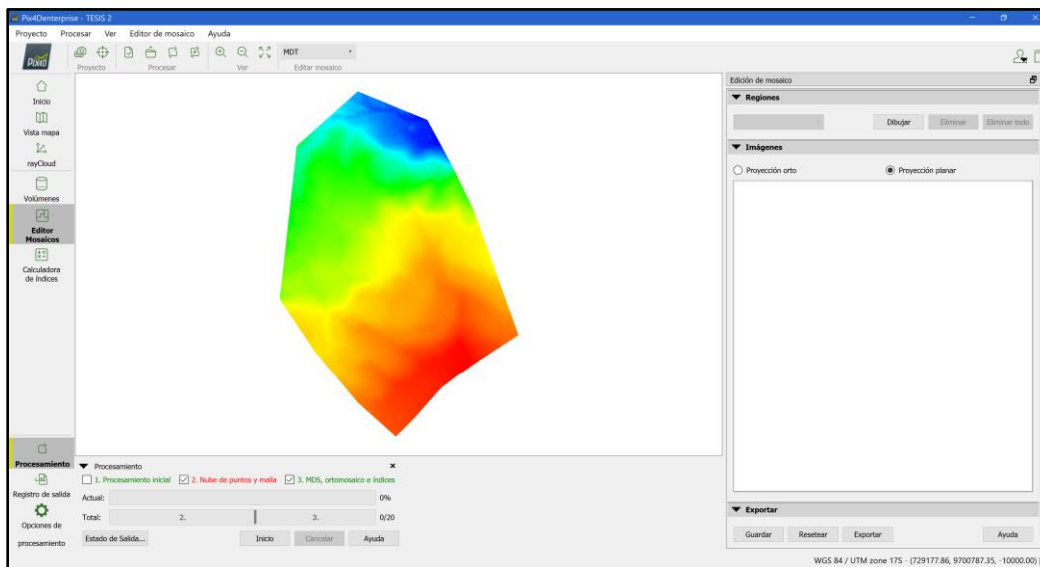 Pix4Denterprise - TESIS 2
Proyecto Procesar Ver Editor de mosaico Ayuda
PIX4D
MDT
Proyecto Procesar Ver Editar mosaico
Inicio
Vista mapa
rayCloud
Volúmenes
Editor
Mosaicos
Calculadora
de índices
Edición de mosaico
Regiones
Dibujar Eliminar Eliminar todo
Imágenes
Proyección orto Proyección planar
Procesamiento
Registro de salida
Opciones de
procesamiento
Procesamiento
1. Procesamiento inicial 2. Nube de puntos y malla 3. MDS, ortomosaico e índices
Actual: 0%
Total: 2. 3. 0/20
Estado de Salida... Inicio Cancelar Ayuda
Exportar
Guardar Resetear Exportar Ayuda
WGS 84 / UTM zone 17S - (729177.86, 9700787.35, -10000.00)